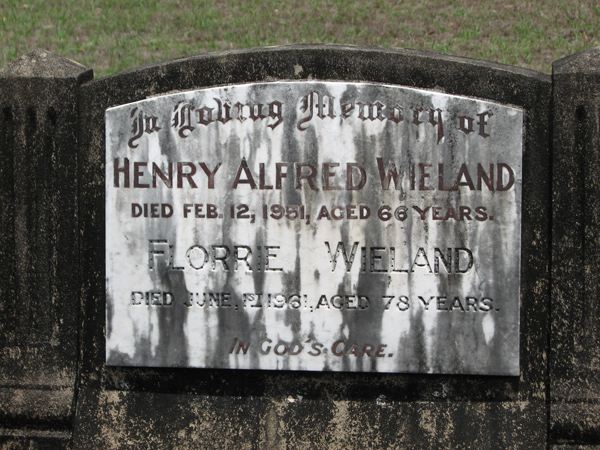 In Loving Memory of
HENRY ALFRED WIELAND
DIED FEB. 12, 1951, AGED 66 YEARS.
FLORRIE WIELAND
DIED JUNE, 1ST 1961, AGED 78 YEARS.
IN GOD'S CARE.